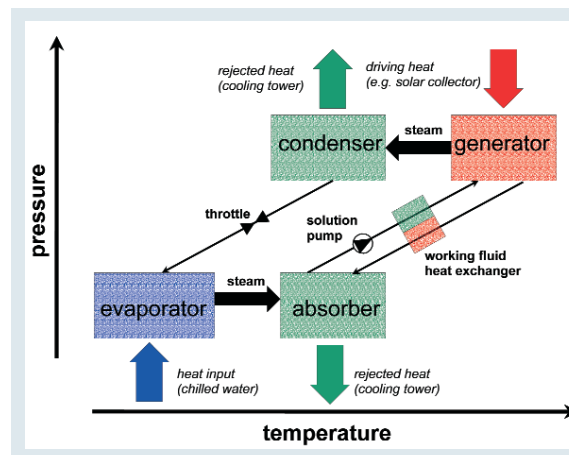 rejected heat
(cooling tower)
driving heat
(e.g. solar collector)
condenser
steam
generator
throttle
solution
pump
working fluid
heat exchanger
evaporator
steam
absorber
heat input
(chilled water)
rejected heat
(cooling tower)
pressure
temperature